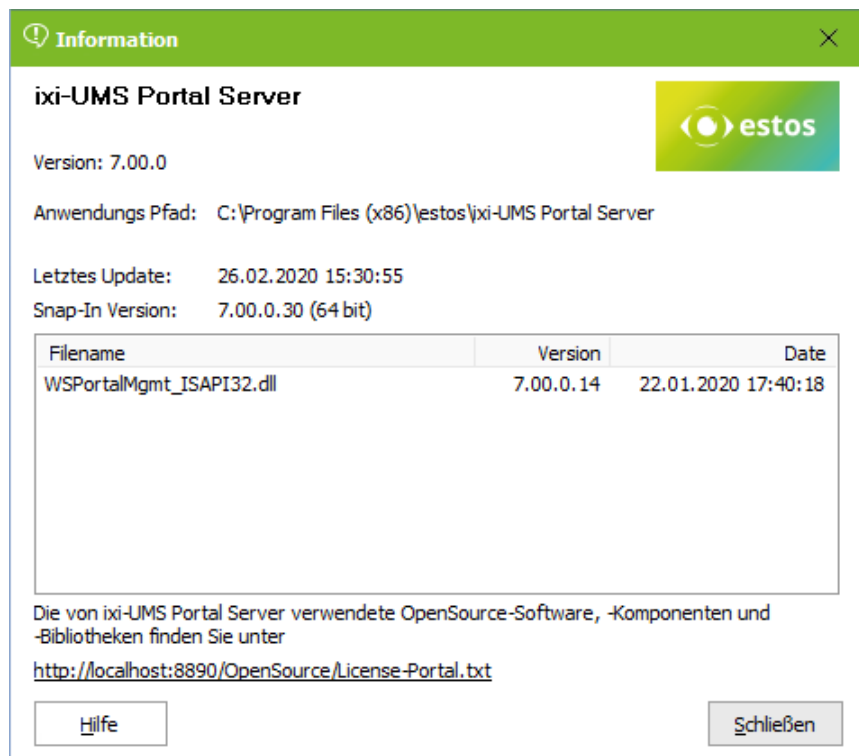 Information
ixi-UMS Portal Server
estos
Version: 7.00.0
Anwendungs Pfad: C:\Program Files (x86)\estos\ixi-UMS Portal Server
Letztes Update: 26.02.2020 15:30:55
Snap-In Version: 7.00.0.30 (64 bit)
Filename Version Date
WSPortalMgmt_ISAPI32.dll 7.00.0.14 22.01.2020 17:40:18
Die von ixi-UMS Portal Server verwendete OpenSource-Software, -Komponenten und
-Bibliotheken finden Sie unter
http://localhost:8890/OpenSource/License-Portal.txt
Hilfe Schließen